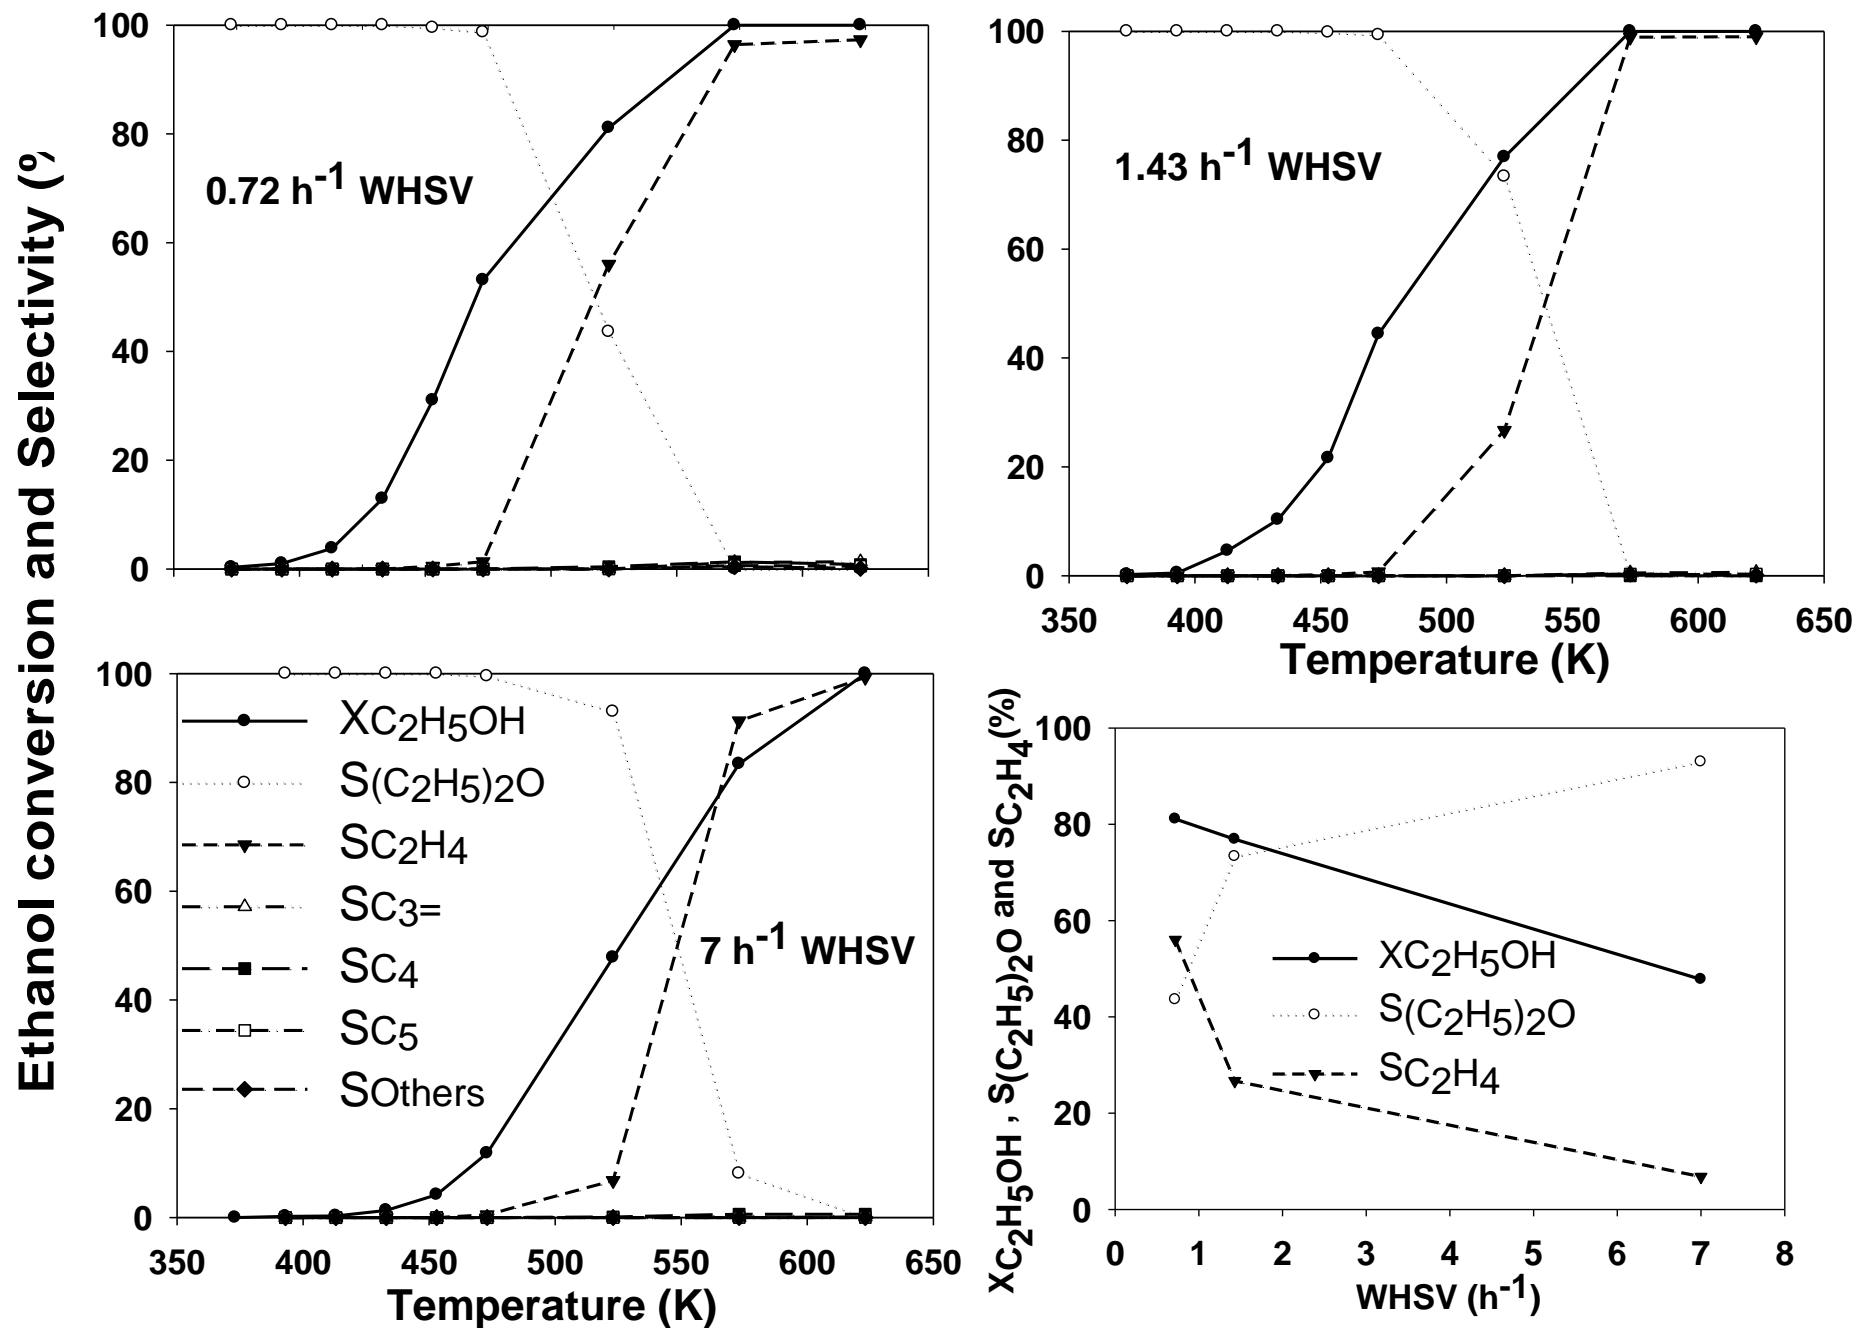 Ethanol conversion and Selectivity (%
100
80
60
40
20
0
0.72 h-1 WHSV
100
80
60
40
20
0
1.43 h-1 WHSV
350 400 450 500 550 600 650
Temperature (K)
100
80
60
40
20
0
XC2H5OH
S(C2H5)2O
SC2H4
SC3=
SC4
SC5
SOthers
7 h-1 WHSV
350 400 450 500 550 600 650
Temperature (K)
XC2H5OH , S(C2H5)2O and SC2H4(%)
100
80
60
40
20
0
XC2H5OH
S(C2H5)2O
SC2H4
0 1 2 3 4 5 6 7 8
WHSV (h-1)